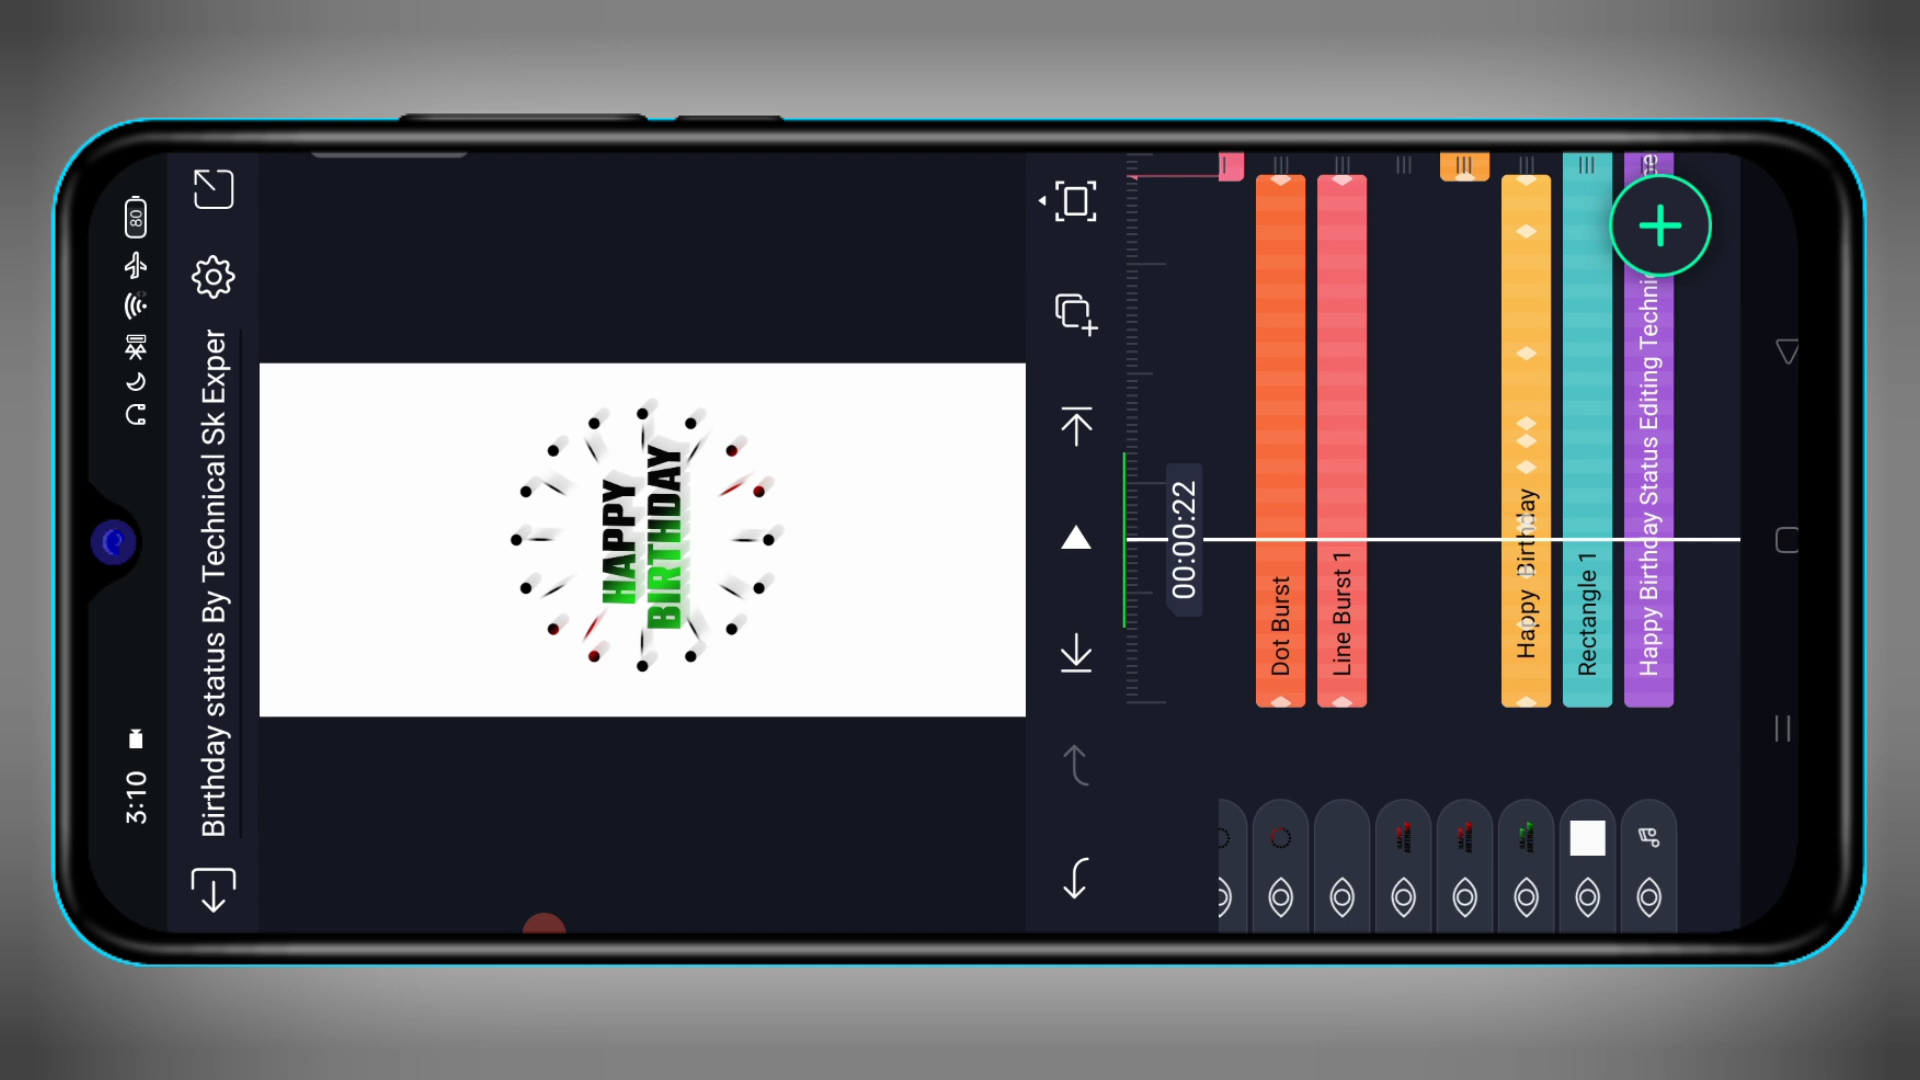 3:10
80
Birthday status By Technical Sk Exper
HAPPY
BIRTHDAY
00:00:22
Dot Burst
Line Burst 1
Happy Birthday
Rectangle 1
Happy Birthday Status Editing Technic